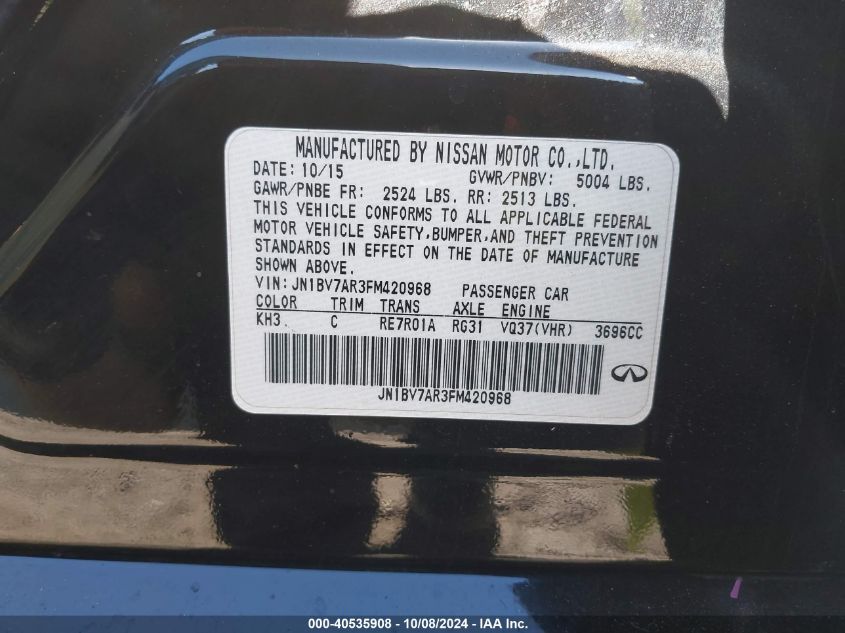 MANUFACTURED BY NISSAN MOTOR CO.,LTD.
DATE: 10/15 GVWR/PNBV: 5004 LBS.
GAWR/PNBE FR: 2524 LBS. RR: 2513 LBS.
THIS VEHICLE CONFORMS TO ALL APPLICABLE FEDERAL
MOTOR VEHICLE SAFETY,BUMPER,AND THEFT PREVENTION
STANDARDS IN EFFECT ON THE DATE OF MANUFACTURE
SHOWN ABOVE.
VIN: JN1BV7AR3FM420968 PASSENGER CAR
COLOR TRIM TRANS AXLE ENGINE
KH3. C RE7R01A RG31 VQ37(VHR) 3696CC
JN1BV7AR3FM420968
000-40535908 - 10/08/2024 - IAA Inc.